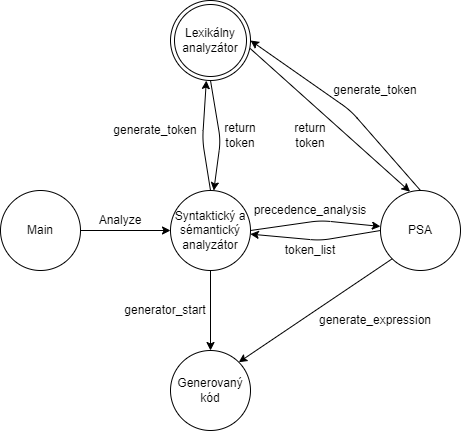 Lexikálny
analyzátor
generate_token
generate_token
return
token
return
token
Main
Analyze
Syntaktický a
sémantický
analyzátor
precedence_analysis
token_list
PSA
generator_start
generate_expression
Generovaný
kód